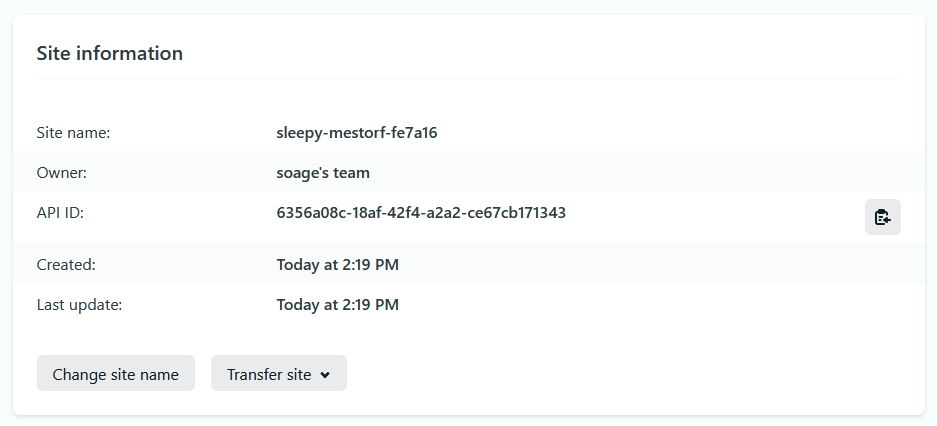 Site information
Site name: sleepy-mestorf-fe7a16
Owner: soage's team
API ID: 6356a08c-18af-42f4-a2a2-ce67cb171343
Created: Today at 2:19 PM
Last update: Today at 2:19 PM
Change site name Transfer site